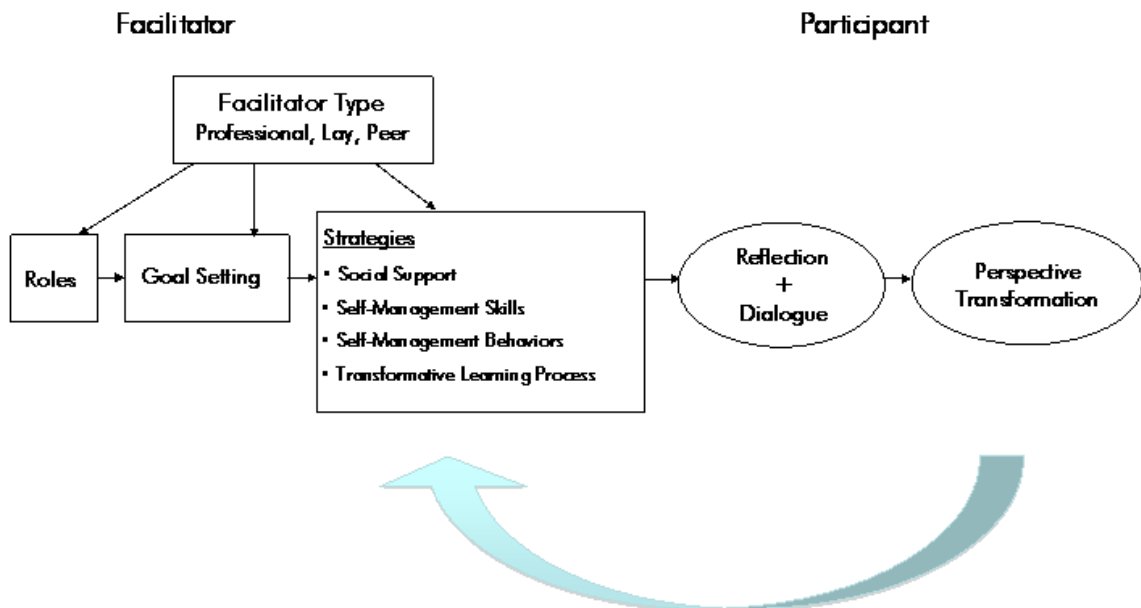 Facilitator
Participant
Facilitator Type
Professional, Lay, Peer
Roles
Goal Setting
Strategies
• Social Support
• Self-Management Skills
• Self-Management Behaviors
• Transformative Learning Process
Reflection
+
Dialogue
Perspective
Transformation